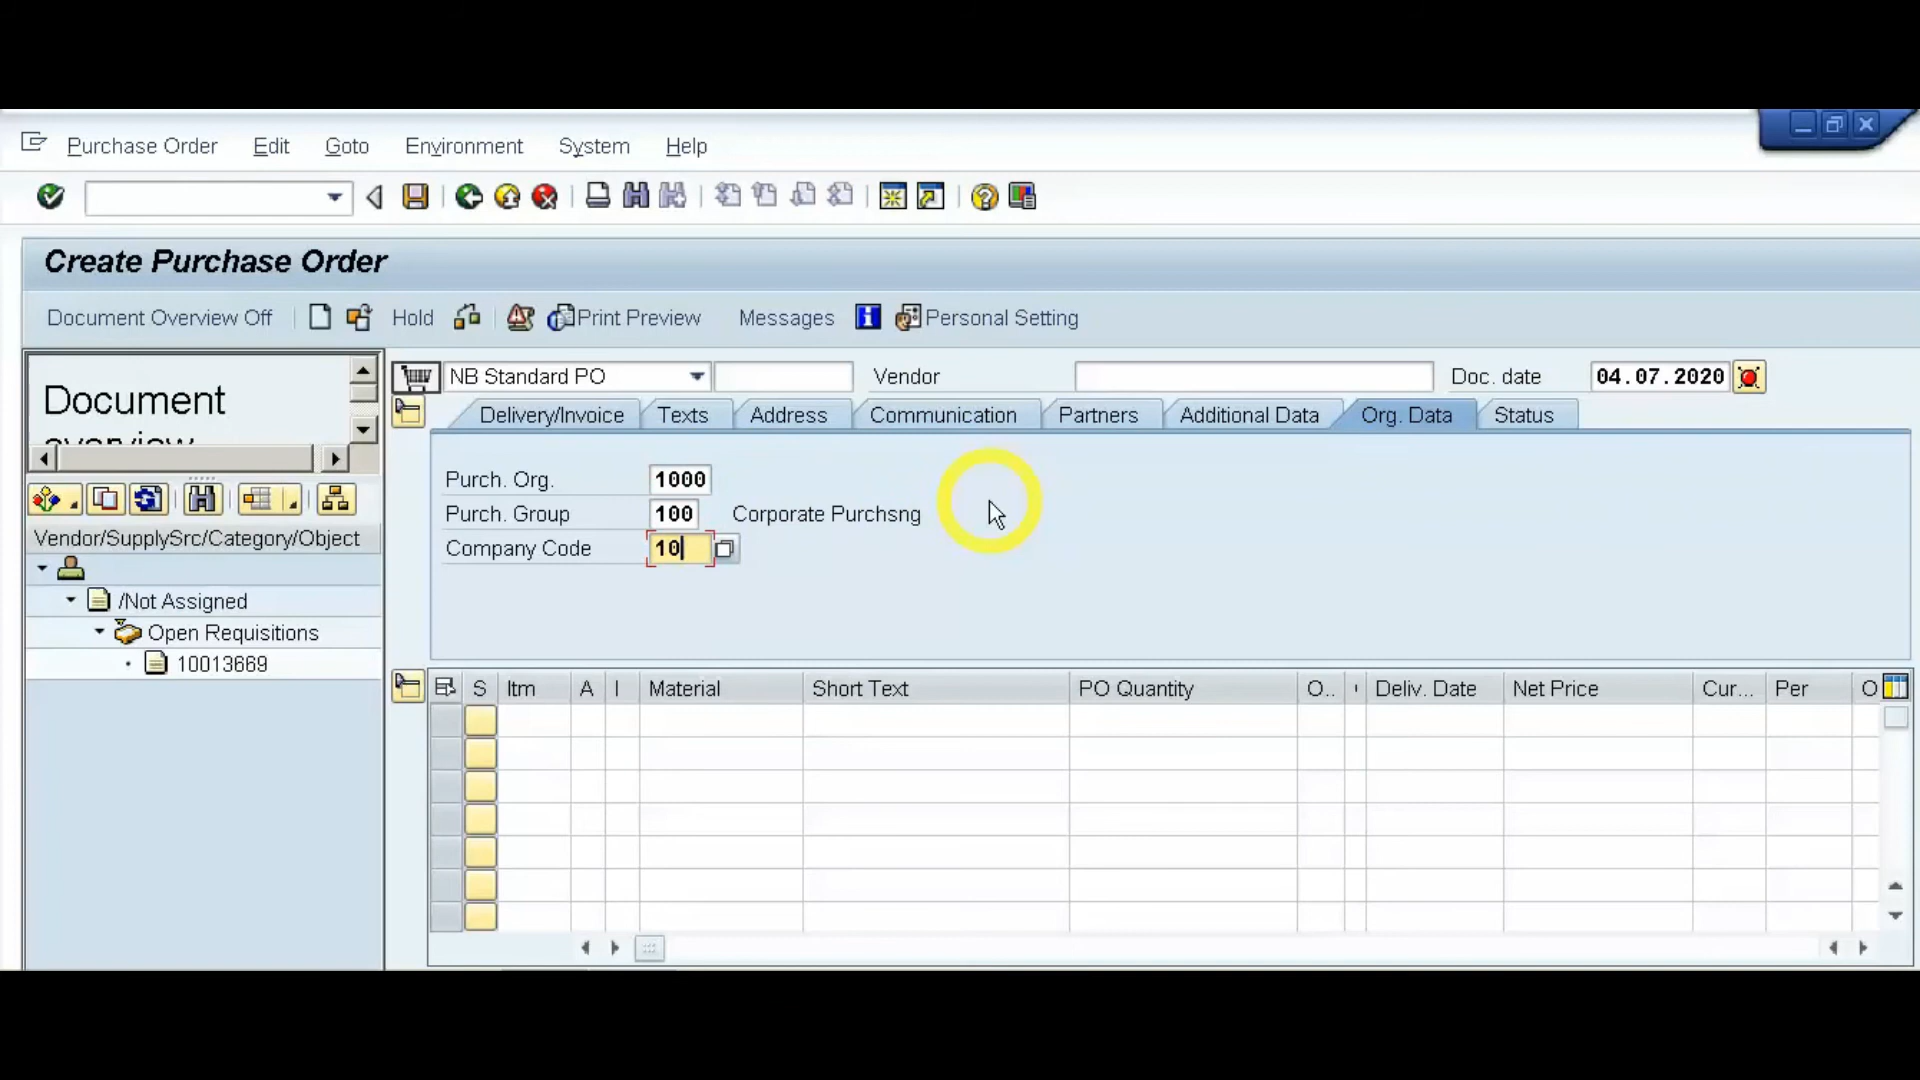 Purchase Order Edit Goto Environment System Help
Create Purchase Order
Document Overview Off Hold Print Preview Messages Personal Setting
Document
overview
NB Standard PO Vendor Doc. date 04.07.2020
Delivery/Invoice Texts Address Communication Partners Additional Data Org. Data Status
Purch. Org. 1000
Purch. Group 100 Corporate Purchsng
Company Code 10
Vendor/SupplySrc/Category/Object
/Not Assigned
Open Requisitions
10013669
S Itm A I Material Short Text PO Quantity O.. Deliv. Date Net Price Cur... Per O